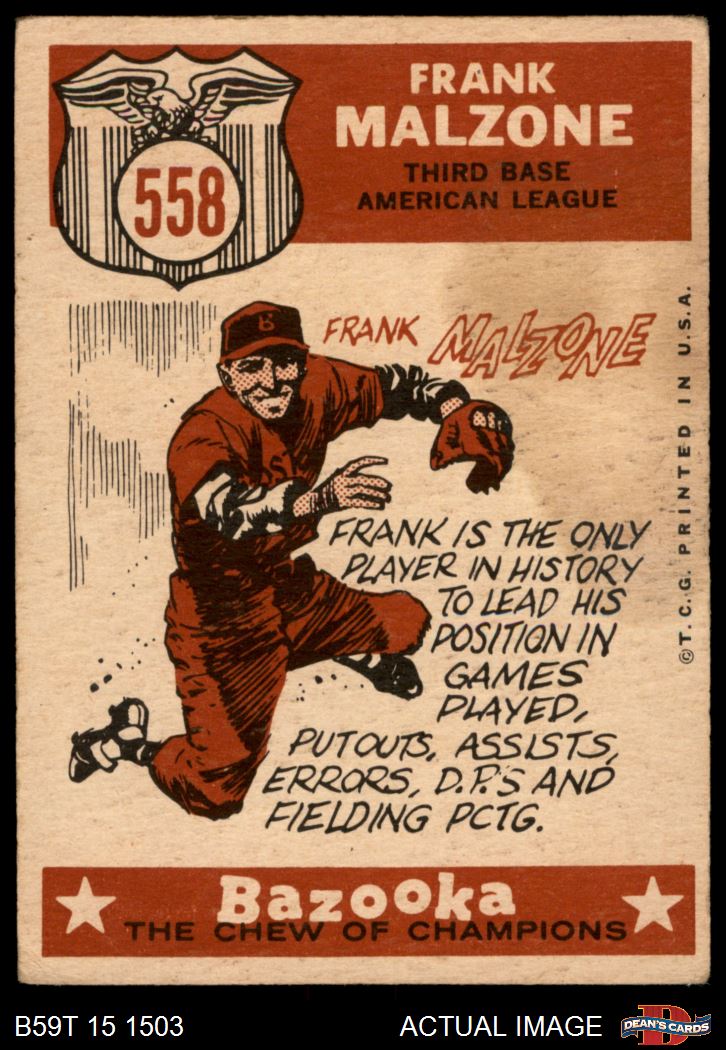 558
FRANK
MALZONE
THIRD BASE
AMERICAN LEAGUE
B
FRANK MALZONE
FRANK IS THE ONLY
PLAYER IN HISTORY
TO LEAD HIS
POSITION IN
GAMES
PLAYED,
PUTOUTS, ASSISTS,
ERRORS, D.P.'S AND
FIELDING PCTG.
©T.C.G. PRINTED IN U.S.A.
Bazooka
THE CHEW OF CHAMPIONS
B59T 15 1503
ACTUAL IMAGE
D
DEAN'S CARDS